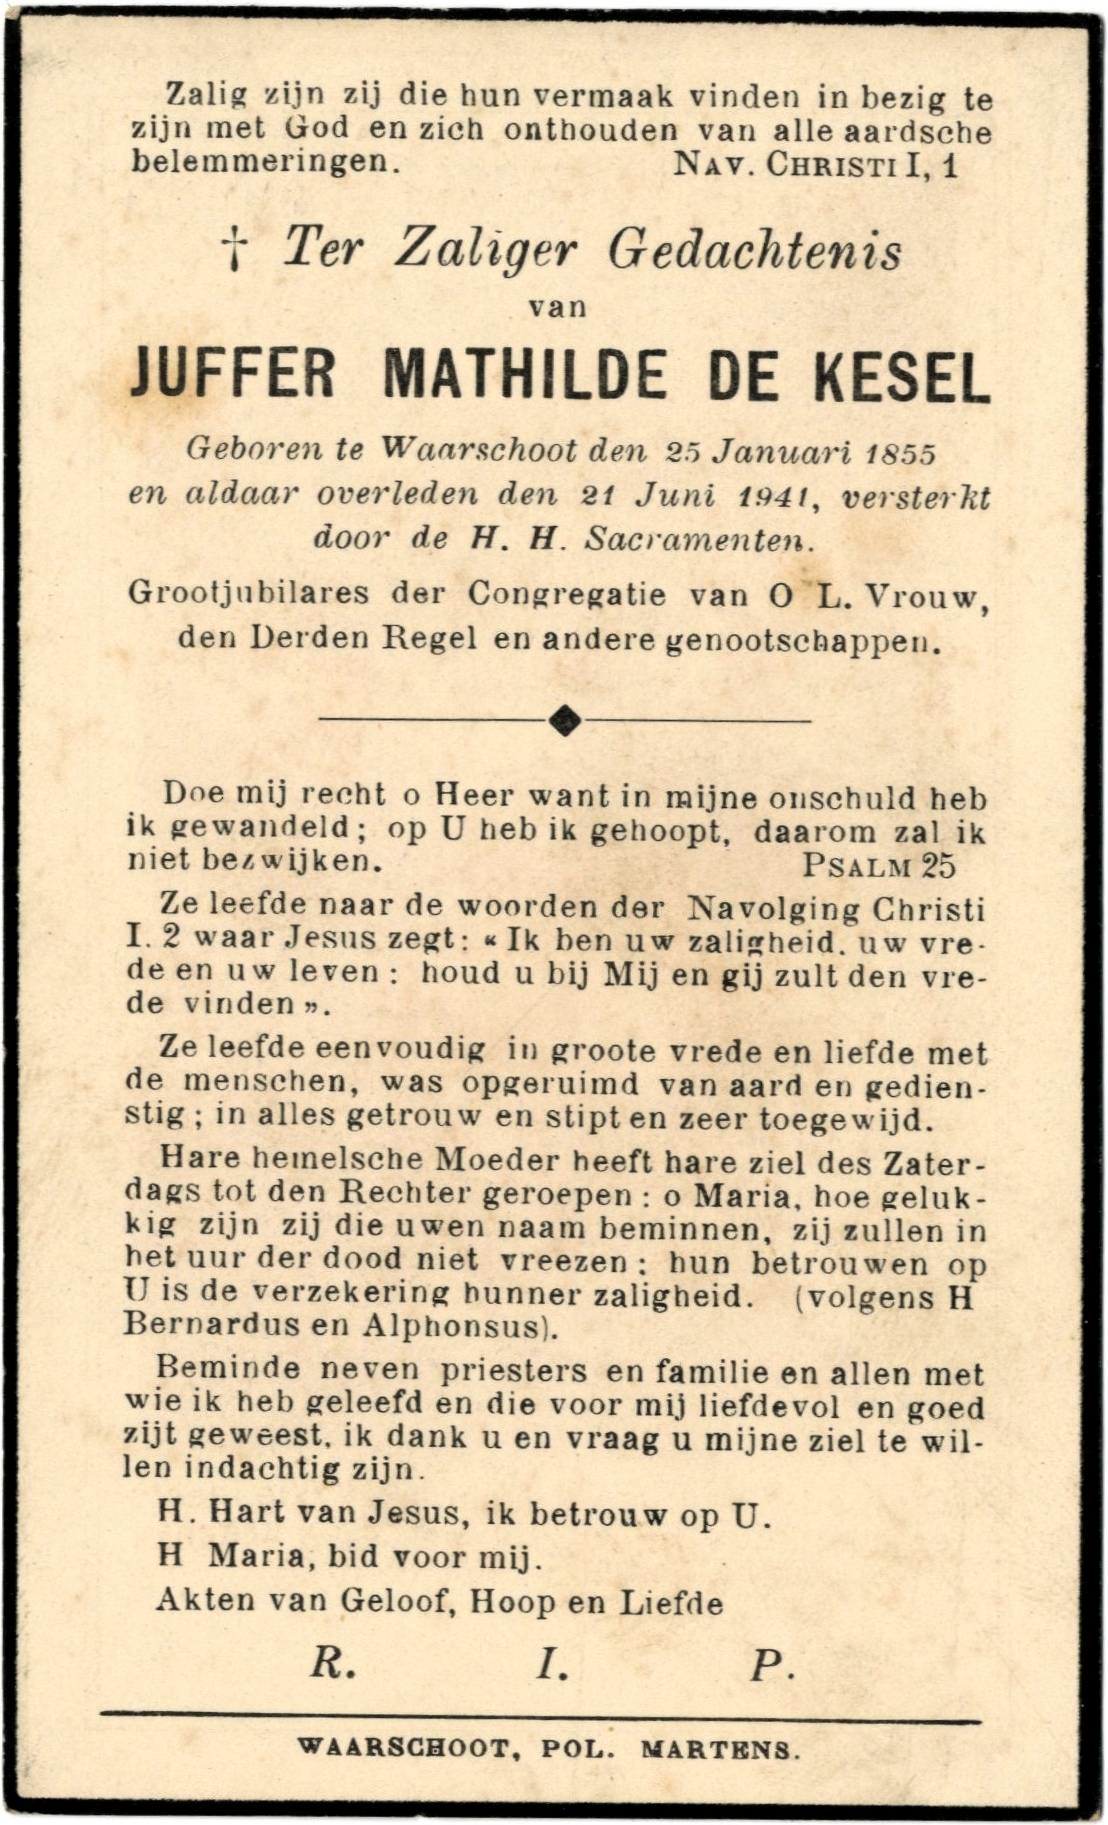 Zalig zijn zij die hun vermaak vinden in bezig te
zijn met God en zich onthouden van alle aardsche
belemmeringen. NAV. CHRISTI I, 1
† Ter Zaliger Gedachtenis
van
JUFFER MATHILDE DE KESEL
Geboren te Waarschoot den 25 Januari 1855
en aldaar overleden den 21 Juni 1941, versterkt
door de H. H. Sacramenten.
Grootjubilares der Congregatie van O L. Vrouw,
den Derden Regel en andere genootschappen.
Doe mij recht o Heer want in mijne onschuld heb
ik gewandeld; op U heb ik gehoopt, daarom zal ik
niet bezwijken. PSALM 25
Ze leefde naar de woorden der Navolging Christi
I. 2 waar Jesus zegt: « Ik ben uw zaligheid. uw vre-
de en uw leven: houd u bij Mij en gij zult den vre-
de vinden ».
Ze leefde eenvoudig in groote vrede en liefde met
de menschen, was opgeruimd van aard en gedien-
stig; in alles getrouw en stipt en zeer toegewijd.
Hare hemelsche Moeder heeft hare ziel des Zater-
dags tot den Rechter geroepen: o Maria, hoe geluk-
kig zijn zij die uwen naam beminnen, zij zullen in
het uur der dood niet vreezen: hun betrouwen op
U is de verzekering hunner zaligheid. (volgens H
Bernardus en Alphonsus).
Beminde neven priesters en familie en allen met
wie ik heb geleefd en die voor mij liefdevol en goed
zijt geweest, ik dank u en vraag u mijne ziel te wil-
len indachtig zijn.
H. Hart van Jesus, ik betrouw op U.
H Maria, bid voor mij.
Akten van Geloof, Hoop en Liefde
R. I. P.
WAARSCHOOT, POL. MARTENS.